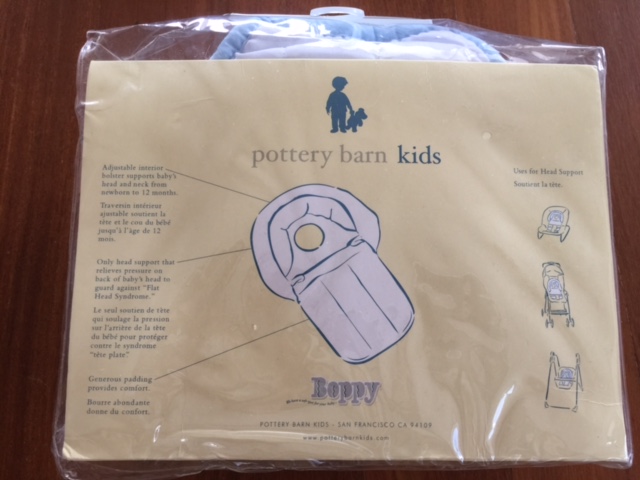 pottery barn kids
Adjustable interior
bolster supports baby's
head and neck from
newborn to 12 months.
Traversin intérieur
ajustable soutient la
tête et le cou du bébé
jusqu'à l'âge de 12
mois.
Only head support that
relieves pressure on
back of baby's head to
guard against "Flat
Head Syndrome."
Le seul soutien de tête
qui soulage la pression
sur l'arrière de la tête
du bébé pour protéger
contre le syndrome
"tête plate."
Generous padding
provides comfort.
Bourre abondante
donne du confort.
Uses for Head Support
Soutient la tête.
Boppy
POTTERY BARN KIDS - SAN FRANCISCO CA 94109
www.potterybarnkids.com